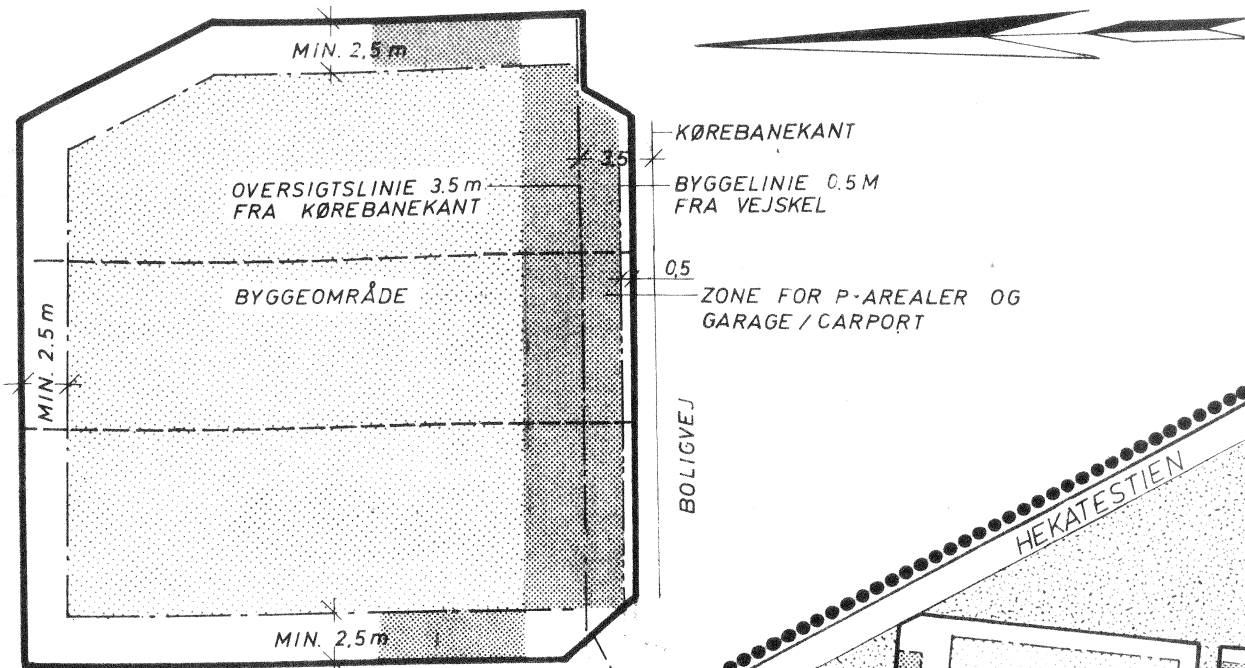 MIN. 2,5 m
KØREBANEKANT
3.5
OVERSIGTSLINIE 3.5 m
FRA KØREBANEKANT
BYGGELINIE 0.5 M
FRA VEJSKEL
0,5
BYGGEOMRÅDE
ZONE FOR P-AREALER OG
GARAGE / CARPORT
MIN. 2.5 m
BOLIGVEJ
HEKATESTIEN
MIN. 2,5 m